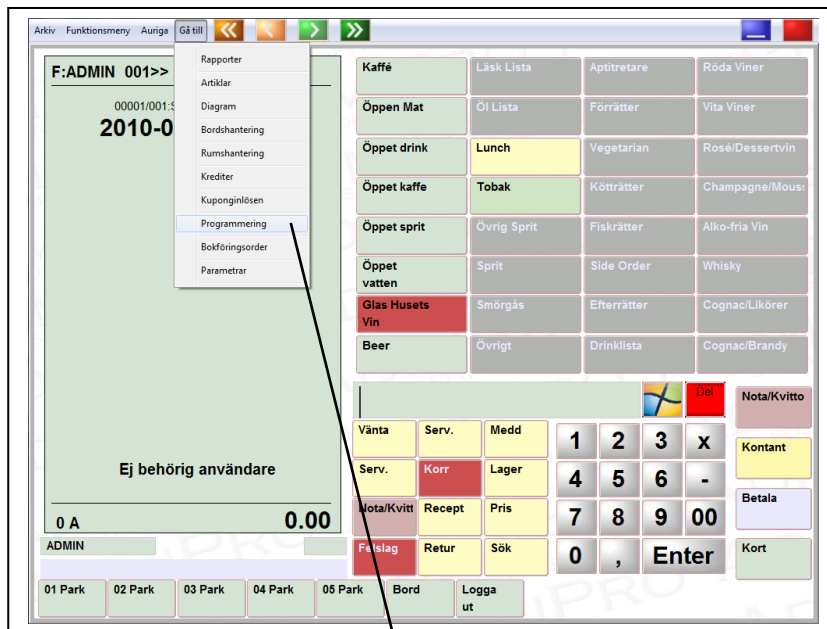 Arkiv Funktionsmeny Auriga Gå till
Rapporter
Artiklar
Diagram
Bordshantering
Rumshantering
Krediter
Kuponginlösen
Programmering
Bokföringsorder
Parametrar
F:ADMIN 001>>
00001/001:S
2010-0
Ej behörig användare
0 A 0.00
ADMIN
Kaffé Läsk Lista Aptitretare Röda Viner
Öppen Mat Öl Lista Förrätter Vita Viner
Öppet drink Lunch Vegetarian Rosé/Dessertvin
Öppet kaffe Tobak Kötträtter Champagne/Mous
Öppet sprit Övrig Sprit Fiskrätter Alko-fria Vin
Öppet Sprit Side Order Whisky
vatten
Glas Husets Smörgås Efterrätter Cognac/Likörer
Vin
Beer Övrigt Drinklista Cognac/Brandy
Del Nota/Kvitto
Vänta Serv. Medd 1 2 3 X Kontant
Serv. Korr Lager 4 5 6 -
Nota/Kvitt Recept Pris 7 8 9 00 Betala
Felslag Retur Sök 0 , Enter Kort
01 Park 02 Park 03 Park 04 Park 05 Park Bord Logga
ut